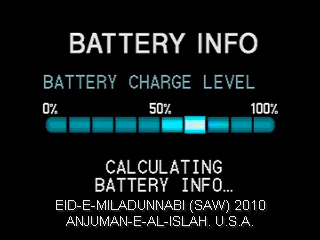 BATTERY INFO
BATTERY CHARGE LEVEL
0% 50% 100%
CALCULATING
BATTERY INFO...
EID-E-MILADUNNABI (SAW) 2010
ANJUMAN-E-AL-ISLAH. U.S.A.